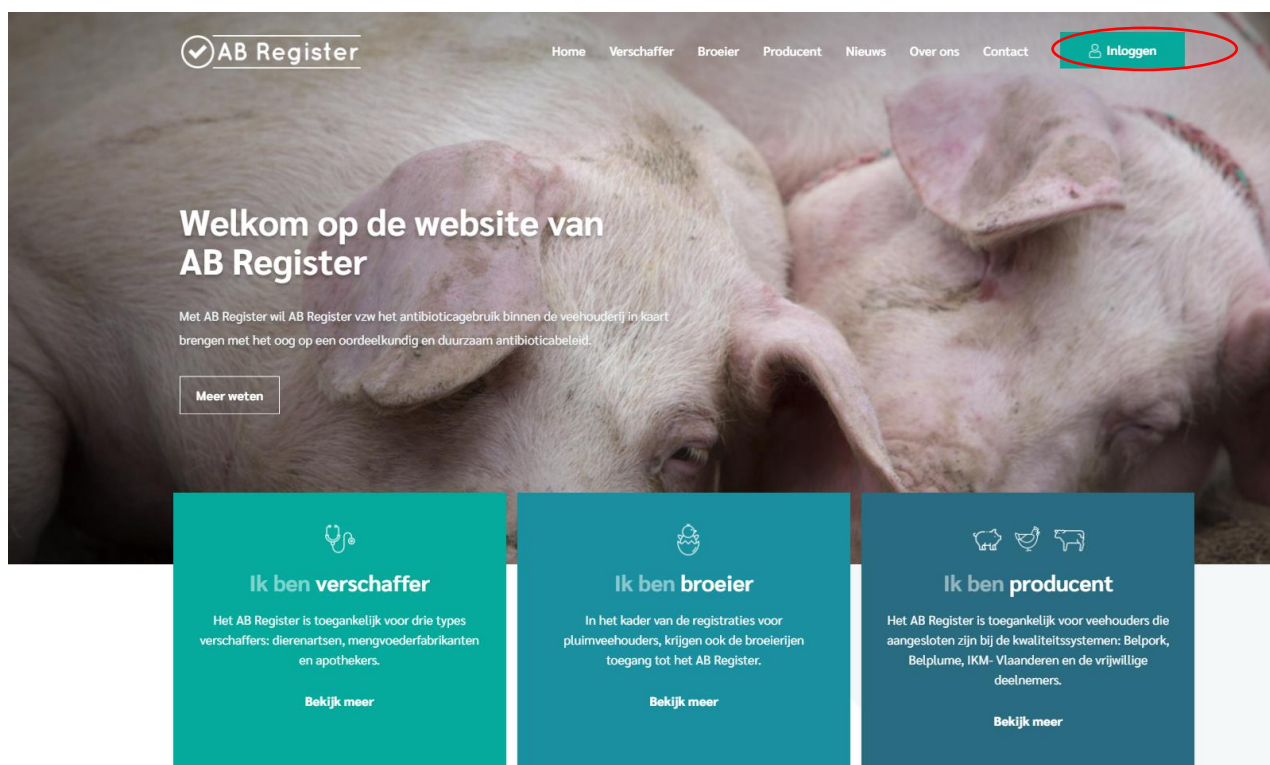 AB Register
Home Verschaffer Broeier Producent Nieuws Over ons Contact Inloggen
Welkom op de website van
AB Register
Met AB Register wil AB Register vzw het antibioticagebruik binnen de veehouderij in kaart
brengen met het oog op een oordeelkundig en duurzaam antibioticabeleid.
Meer weten
Ik ben verschaffer
Het AB Register is toegankelijk voor drie types
verschaffers: dierenartsen, mengvoederfabrikanten
en apothekers.
Bekijk meer
Ik ben broeier
In het kader van de registraties voor
pluimveehouders, krijgen ook de broeierijen
toegang tot het AB Register.
Bekijk meer
Ik ben producent
Het AB Register is toegankelijk voor veehouders die
aangesloten zijn bij de kwaliteitssystemen: Belpork,
Belplume, IKM- Vlaanderen en de vrijwillige
deelnemers.
Bekijk meer